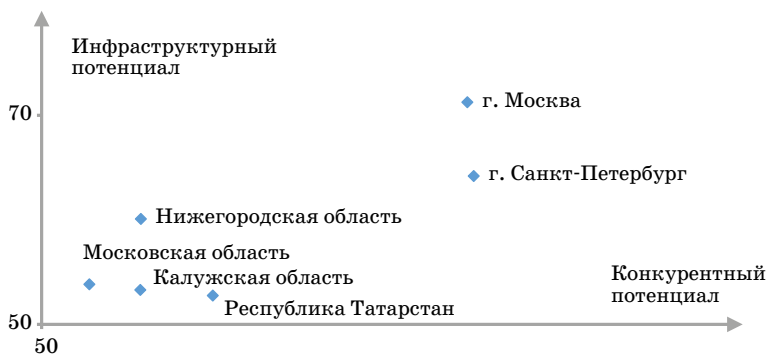 Инфраструктурный
потенциал
70
г. Москва
г. Санкт-Петербург
Нижегородская область
Московская область
Калужская область
Республика Татарстан
Конкурентный
потенциал
50
50